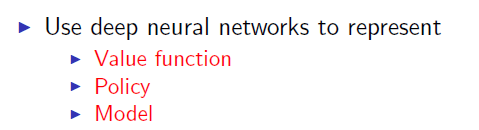 Use deep neural networks to represent
Value function
Policy
Model